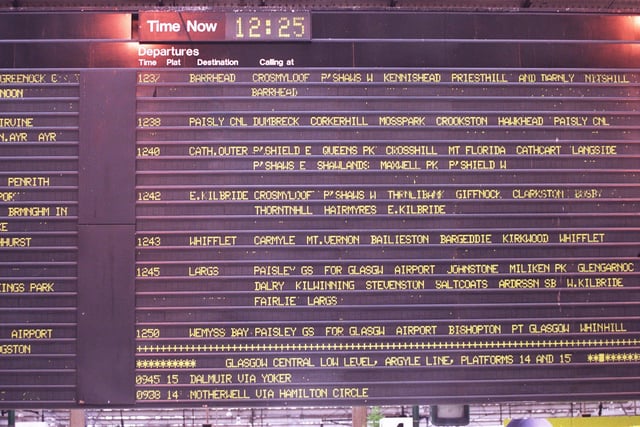 Time Now 12:25
Departures
Time Plat Destination Calling at
GREENOCK
NOON
IRVINE
N.AYR AYR
PENRITH
BRMNGHM IN
HURST
INGS PARK
AIRPORT
GSTON
1237 BARRHEAD CROSMYLOOF P'SHAWS W KENNISHEAD PRIESTHILL AND DARNLY NITSHILL
BARRHEAD
1238 PAISLY CNL DUMBRECK CORKERHILL MOSSPARK CROOKSTON HAWKHEAD PAISLY CNL
1240 CATH.OUTER P'SHIELD E QUEENS PK CROSSHILL MT FLORIDA CATHCART LANGSIDE
P'SHAWS E SHAWLANDS MAXWELL PK P'SHIELD W
1242 E.KILBRIDE CROSMYLOOF P'SHAWS W THRNLIBANK GIFFNOCK CLARKSTON BUSBY
THORNTNHLL HAIRMYRES E.KILBRIDE
1243 WHIFFLET CARMYLE MT.VERNON BAILIESTON BARGEDDIE KIRKWOOD WHIFFLET
1245 LARGS PAISLEY GS FOR GLASGW AIRPORT JOHNSTONE MILIKEN PK GLENGARNOC
DALRY KILWINNING STEVENSTON SALTCOATS ARDRSSN SB W.KILBRIDE
FAIRLIE LARGS
1250 WEMYSS BAY PAISLEY GS FOR GLASGW AIRPORT BISHOPTON PT GLASGOW WHINHILL
GLASGOW CENTRAL LOW LEVEL, ARGYLE LINE, PLATFORMS 14 AND 15
0945 15 DALMUIR VIA YOKER
0938 14 MOTHERWELL VIA HAMILTON CIRCLE